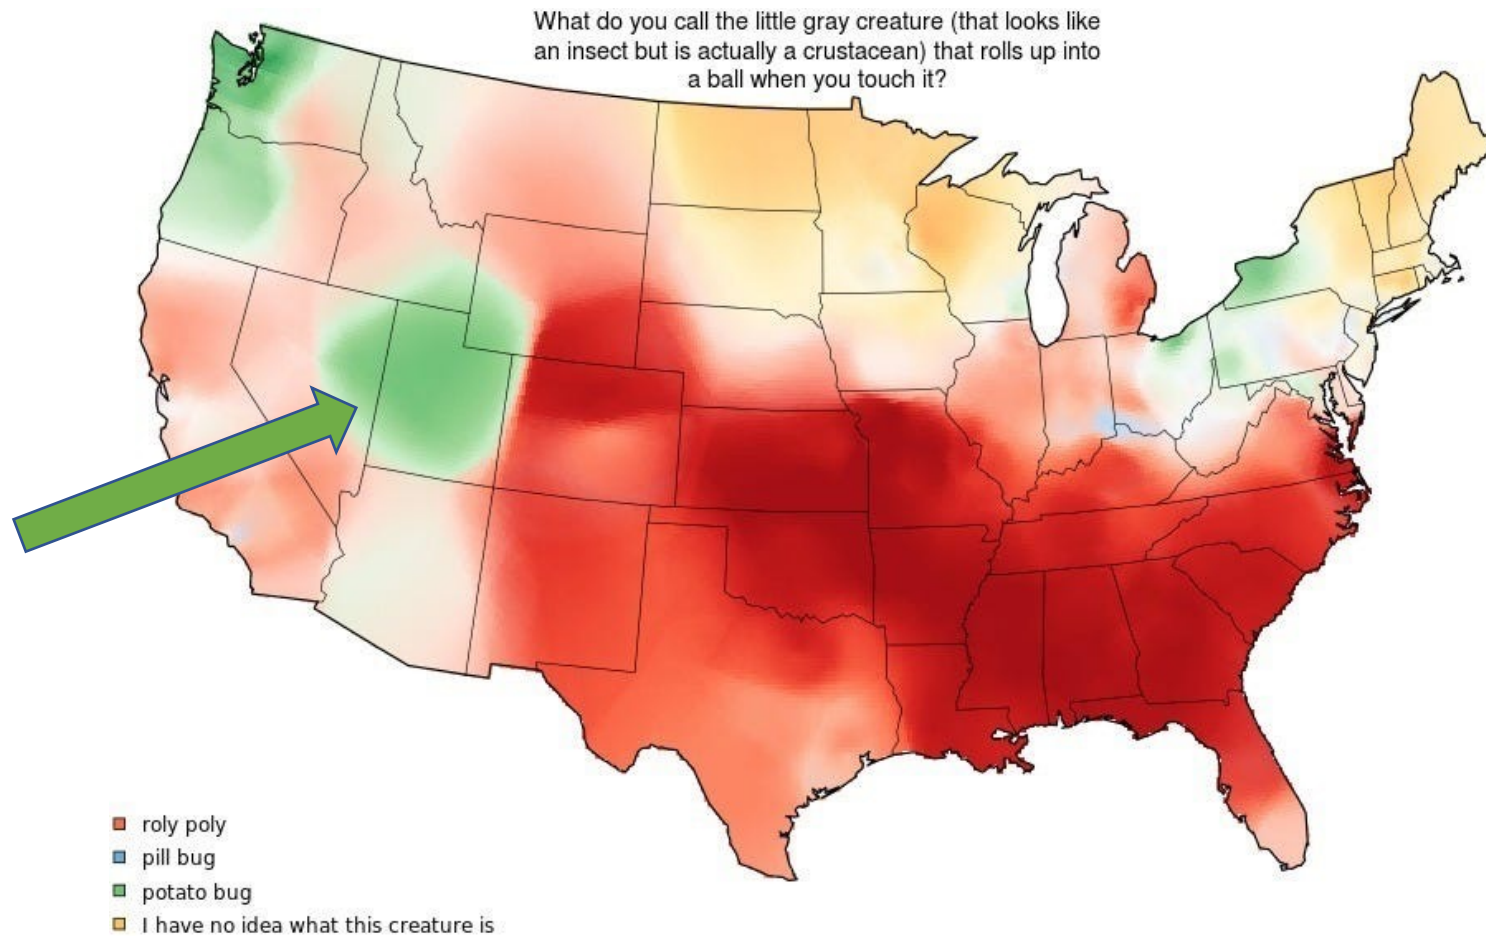 What do you call the little gray creature (that looks like
an insect but is actually a crustacean) that rolls up into
a ball when you touch it?
roly poly
pill bug
potato bug
I have no idea what this creature is